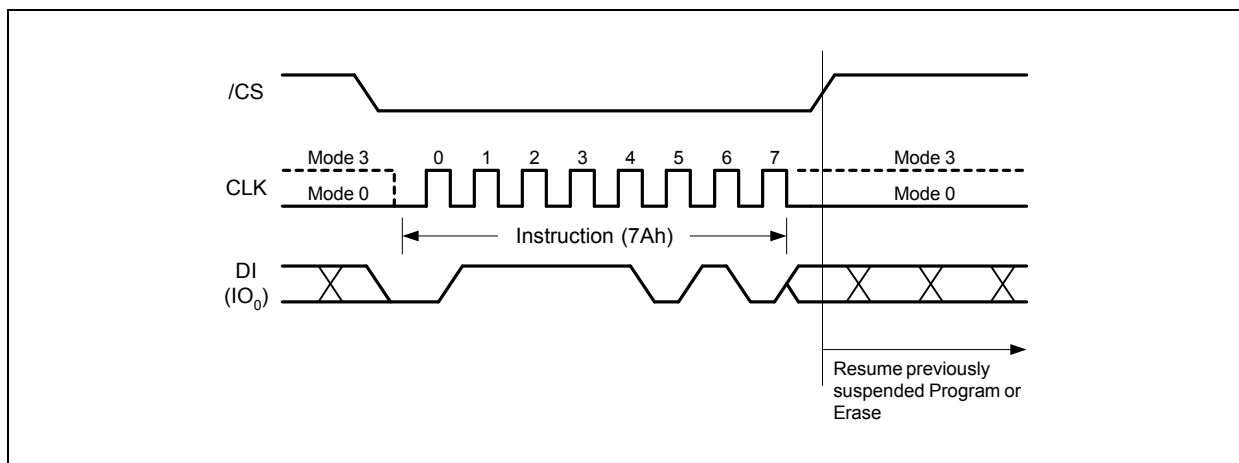 /CS
Mode 3 0 1 2 3 4 5 6 7 Mode 3
CLK
Mode 0 Mode 0
Instruction (7Ah)
DI
(IO₀)
Resume previously
suspended Program or
Erase